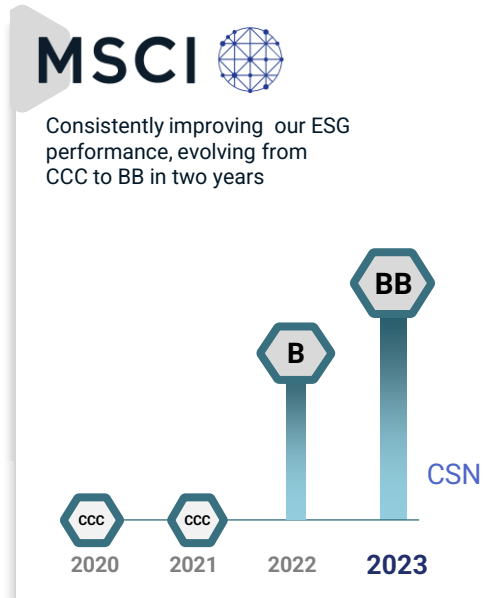 MSCI
Consistently improving our ESG
performance, evolving from
CCC to BB in two years
BB
B
CSN
CCC
CCC
2020
2021
2022
2023